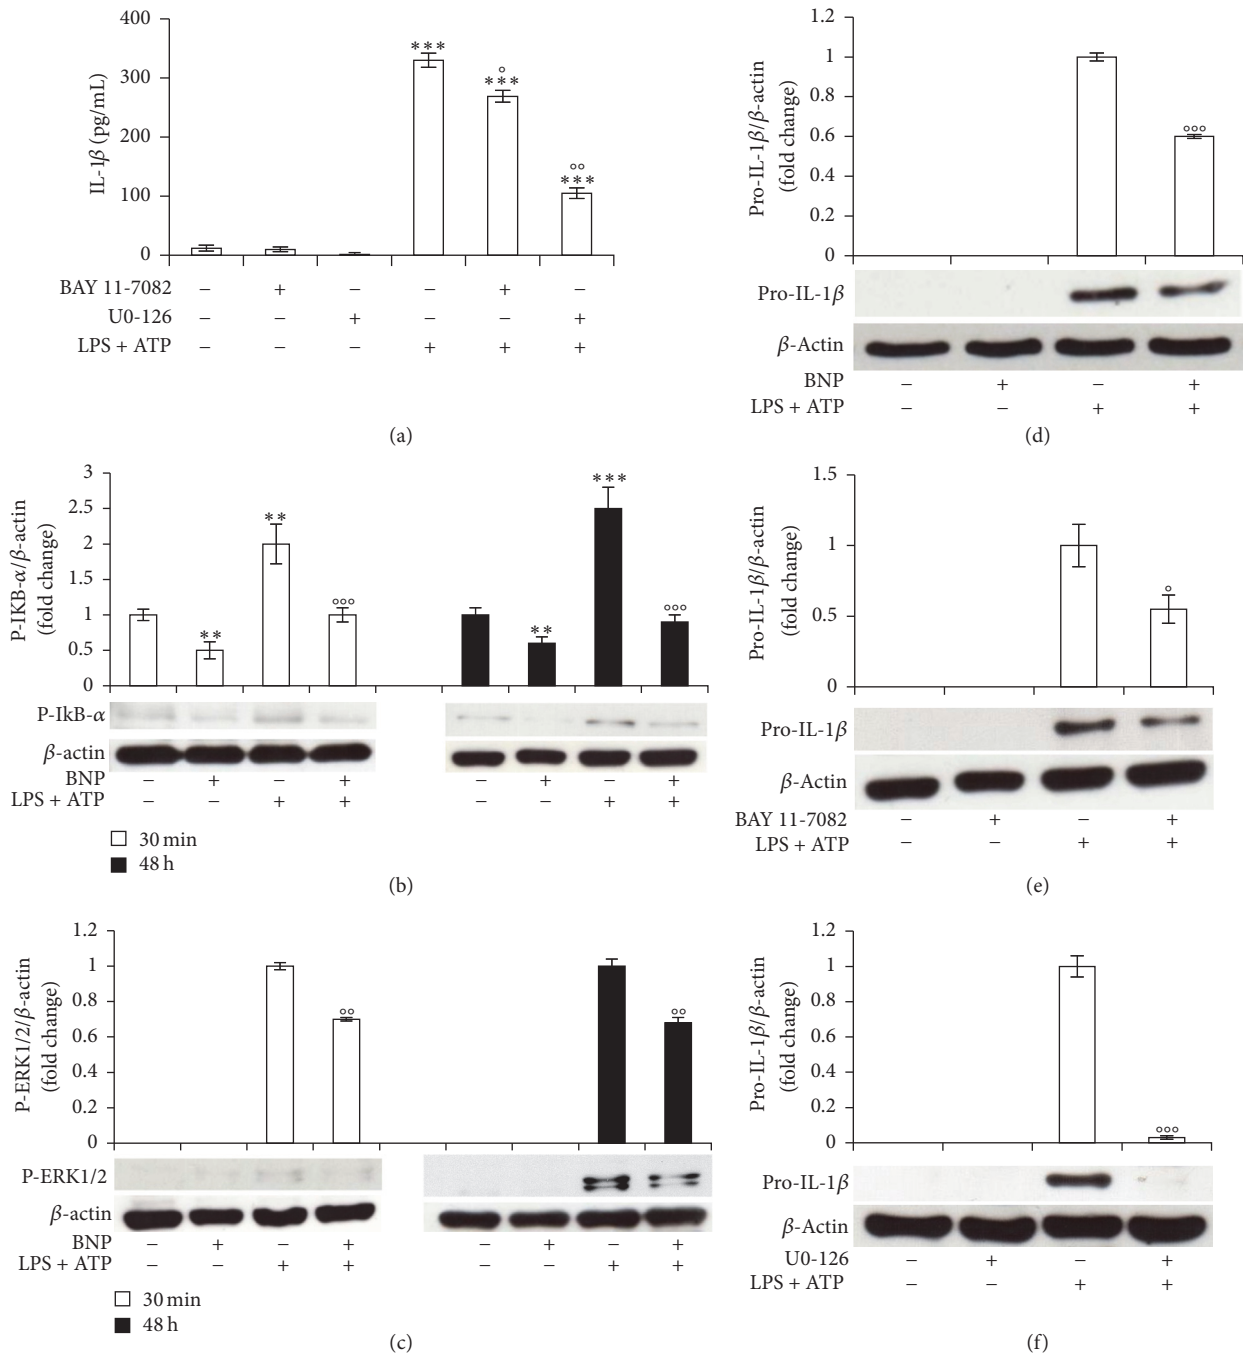 400
300
200
100
0
IL-1β (pg/mL)
***
°
***
°°
***
BAY 11-7082 − + − − + −
U0-126 − − + − − +
LPS + ATP − − − + + +
(a)
3
2.5
2
1.5
1
0.5
0
P-IKB-α/β-actin
(fold change)
**
**
°°°
**
***
°°°
P-IkB-α
β-actin
BNP − + − + − + − +
LPS + ATP − − + + − − + +
30 min
48 h
(b)
1.2
1
0.8
0.6
0.4
0.2
0
P-ERK1/2/β-actin
(fold change)
°°
°°
P-ERK1/2
β-actin
BNP − + − + − + − +
LPS + ATP − − + + − − + +
30 min
48 h
(c)
1.2
1
0.8
0.6
0.4
0.2
0
Pro-IL-1β/β-actin
(fold change)
°°°
Pro-IL-1β
β-Actin
BNP − + − +
LPS + ATP − − + +
(d)
1.5
1
0.5
0
Pro-IL-1β/β-actin
(fold change)
°
Pro-IL-1β
β-Actin
BAY 11-7082 − + − +
LPS + ATP − − + +
(e)
1.2
1
0.8
0.6
0.4
0.2
0
Pro-IL-1β/β-actin
(fold change)
°°°
Pro-IL-1β
β-Actin
U0-126 − + − +
LPS + ATP − − + +
(f)